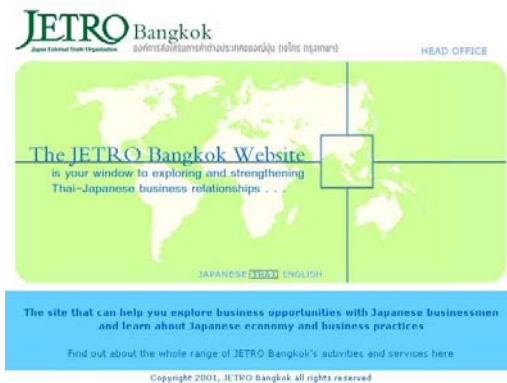 JETRO Bangkok
Japan External Trade Organization
องค์การส่งเสริมการค้าต่างประเทศของญี่ปุ่น (เจโทร กรุงเทพฯ)
HEAD OFFICE
The JETRO Bangkok Website
is your window to exploring and strengthening
Thai-Japanese business relationships . . .
JAPANESE THAI ENGLISH
The site that can help you explore business opportunities with Japanese businessmen
and learn about Japanese economy and business practices
Find out about the whole range of JETRO Bangkok's activities and services here
Copyright 2001, JETRO Bangkok all rights reserved